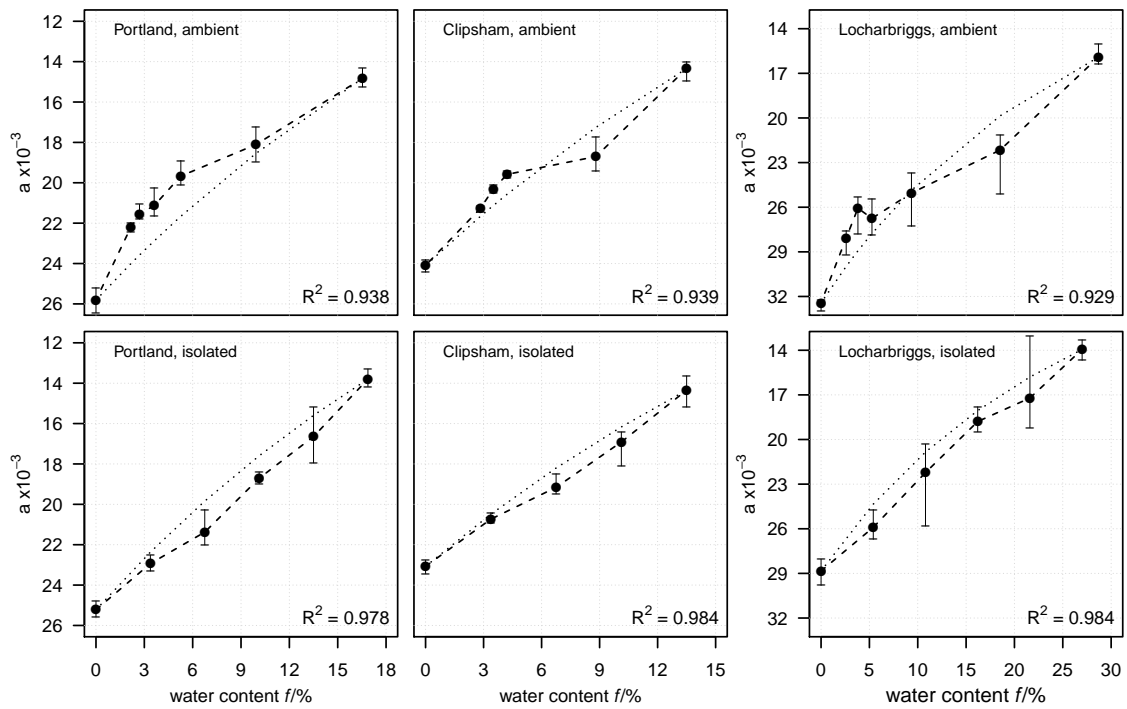 Portland, ambient
12
14
16
18
20
22
24
26
a x10⁻³
R² = 0.938
Clipsham, ambient
R² = 0.939
Locharbriggs, ambient
14
17
20
23
26
29
32
a x10⁻³
R² = 0.929
Portland, isolated
12
14
16
18
20
22
24
26
a x10⁻³
R² = 0.978
0 3 6 9 12 15 18
water content f/%
Clipsham, isolated
R² = 0.984
0 3 6 9 12 15
water content f/%
Locharbriggs, isolated
14
17
20
23
26
29
32
a x10⁻³
R² = 0.984
0 5 10 15 20 25 30
water content f/%